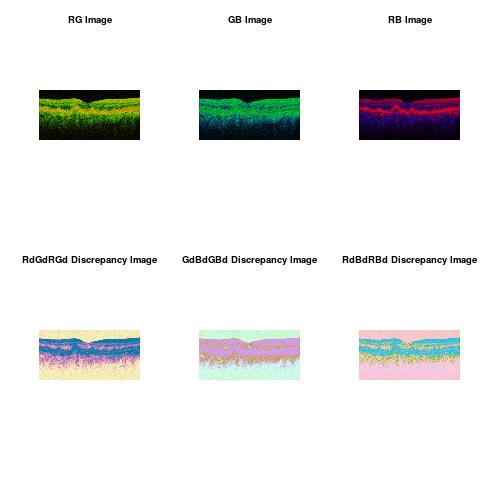 RG Image
GB Image
RB Image
RdGdRGd Discrepancy Image
GdBdGBd Discrepancy Image
RdBdRBd Discrepancy Image